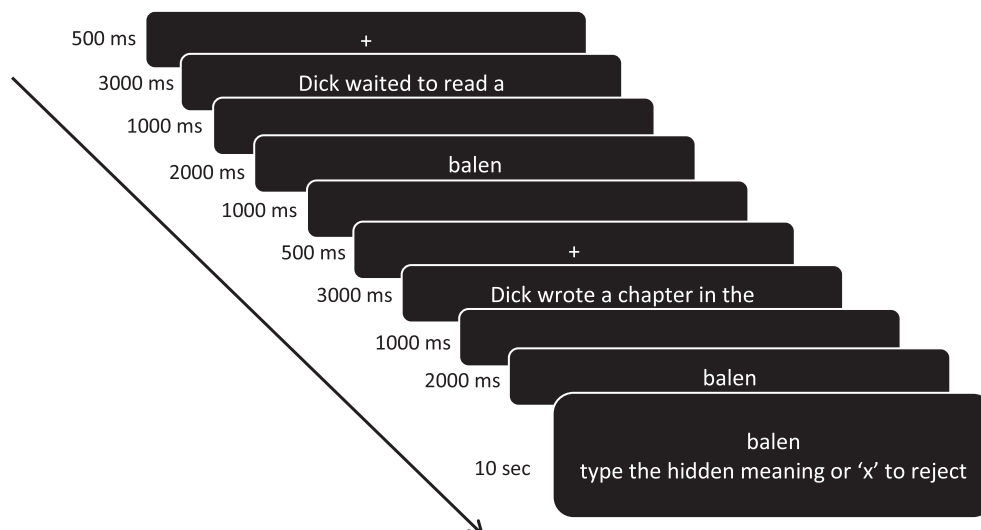 500 ms
+
3000 ms
Dick waited to read a
1000 ms
2000 ms
balen
1000 ms
500 ms
+
3000 ms
Dick wrote a chapter in the
1000 ms
2000 ms
balen
balen
10 sec
type the hidden meaning or ‘x’ to reject